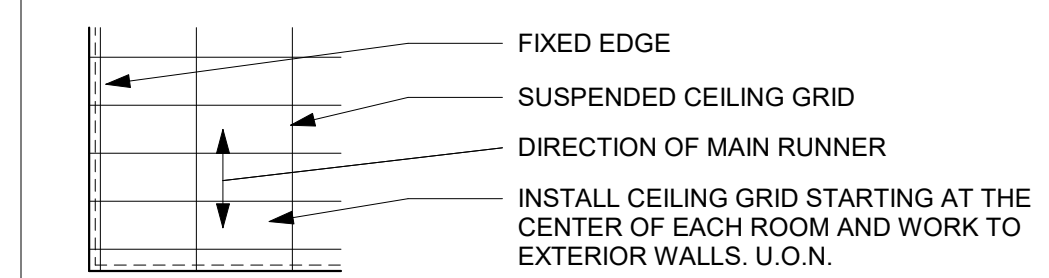 FIXED EDGE
SUSPENDED CEILING GRID
DIRECTION OF MAIN RUNNER
INSTALL CEILING GRID STARTING AT THE
CENTER OF EACH ROOM AND WORK TO
EXTERIOR WALLS. U.O.N.